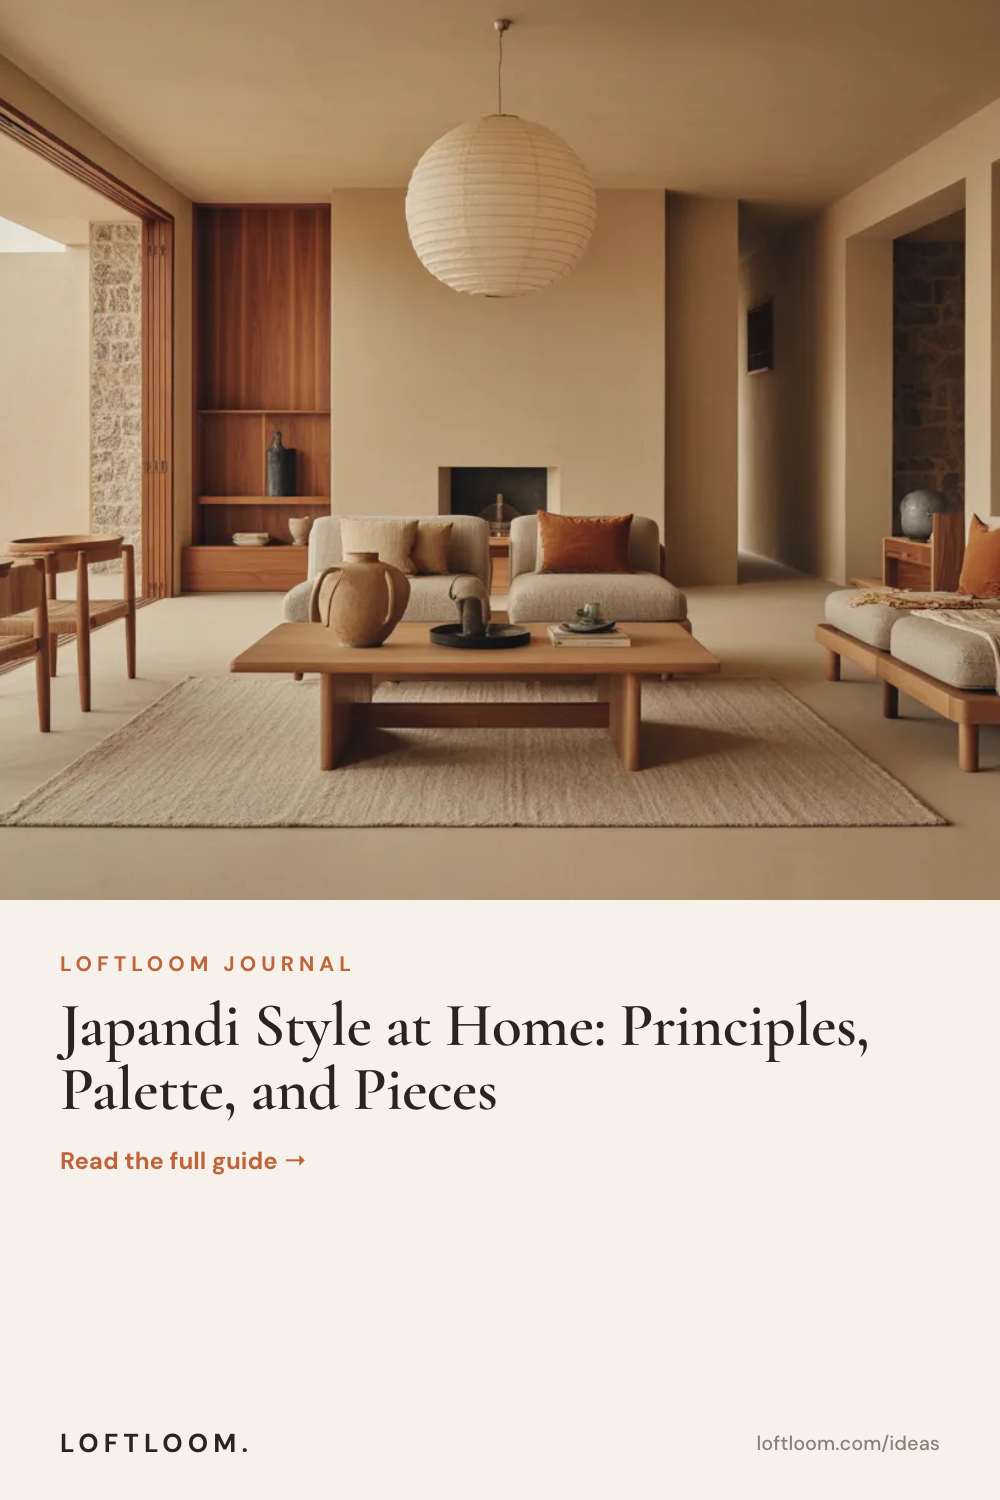 LOFTLOOM JOURNAL
Japandi Style at Home: Principles,
Palette, and Pieces
Read the full guide →
LOFTLOOM.
loftloom.com/ideas